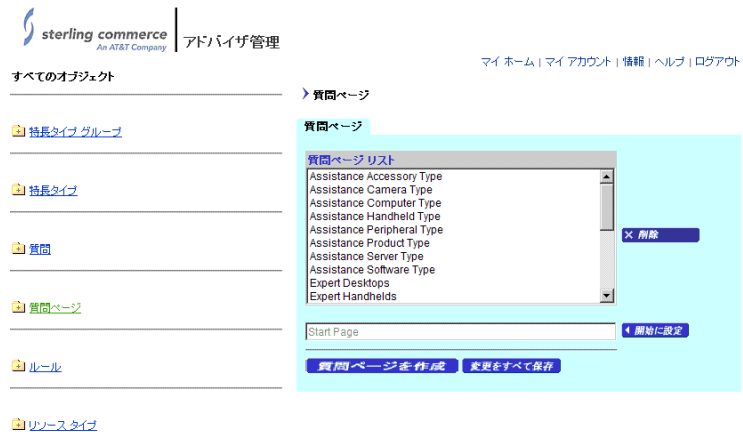 sterling commerce
An AT&T Company
アドバイザ管理
マイ ホーム | マイ アカウント | 情報 | ヘルプ | ログアウト
すべてのオブジェクト
特長タイプ グループ
特長タイプ
質問
質問ページ
ルール
リソース タイプ
質問ページ
質問ページ
質問ページ リスト
Assistance Accessory Type
Assistance Camera Type
Assistance Computer Type
Assistance Handheld Type
Assistance Peripheral Type
Assistance Product Type
Assistance Server Type
Assistance Software Type
Expert Desktops
Expert Handhelds
削除
Start Page
開始に設定
質問ページを作成
変更をすべて保存